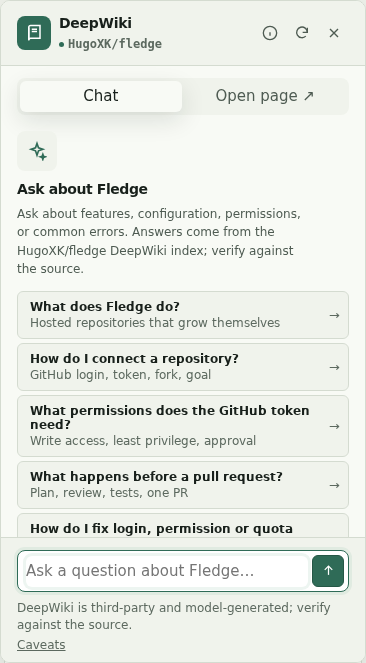 DeepWiki
HugoXK/fledge
Chat
Open page ↗
Ask about Fledge
Ask about features, configuration, permissions,
or common errors. Answers come from the
HugoXK/fledge DeepWiki index; verify against
the source.
What does Fledge do?
Hosted repositories that grow themselves
→
How do I connect a repository?
GitHub login, token, fork, goal
→
What permissions does the GitHub token
need?
Write access, least privilege, approval
→
What happens before a pull request?
Plan, review, tests, one PR
→
How do I fix login, permission or quota
Ask a question about Fledge...
DeepWiki is third-party and model-generated; verify
against the source.
Caveats